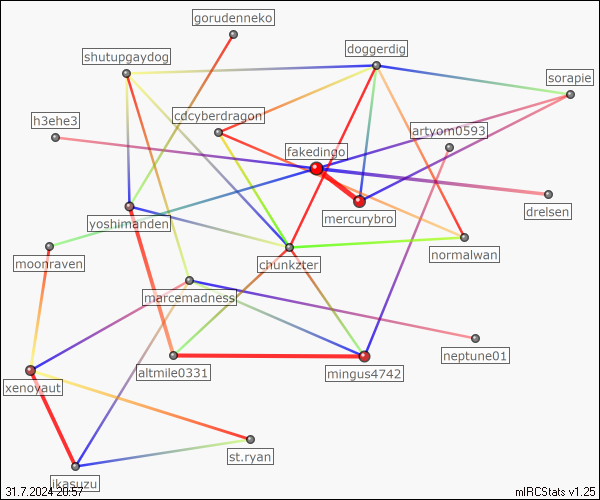 gorudenneko
doggerdig
shutupgaydog
sorapie
h3ehe3
cdcyberdragon
artyom0593
fakedingo
drelsen
mercurybro
yoshimanden
normalwan
moonraven
chunkzter
marcemadness
neptune01
altmile0331
mingus4742
xenoyaut
st.ryan
ikasuzu
31.7.2024 20:57
mIRCStats v1.25